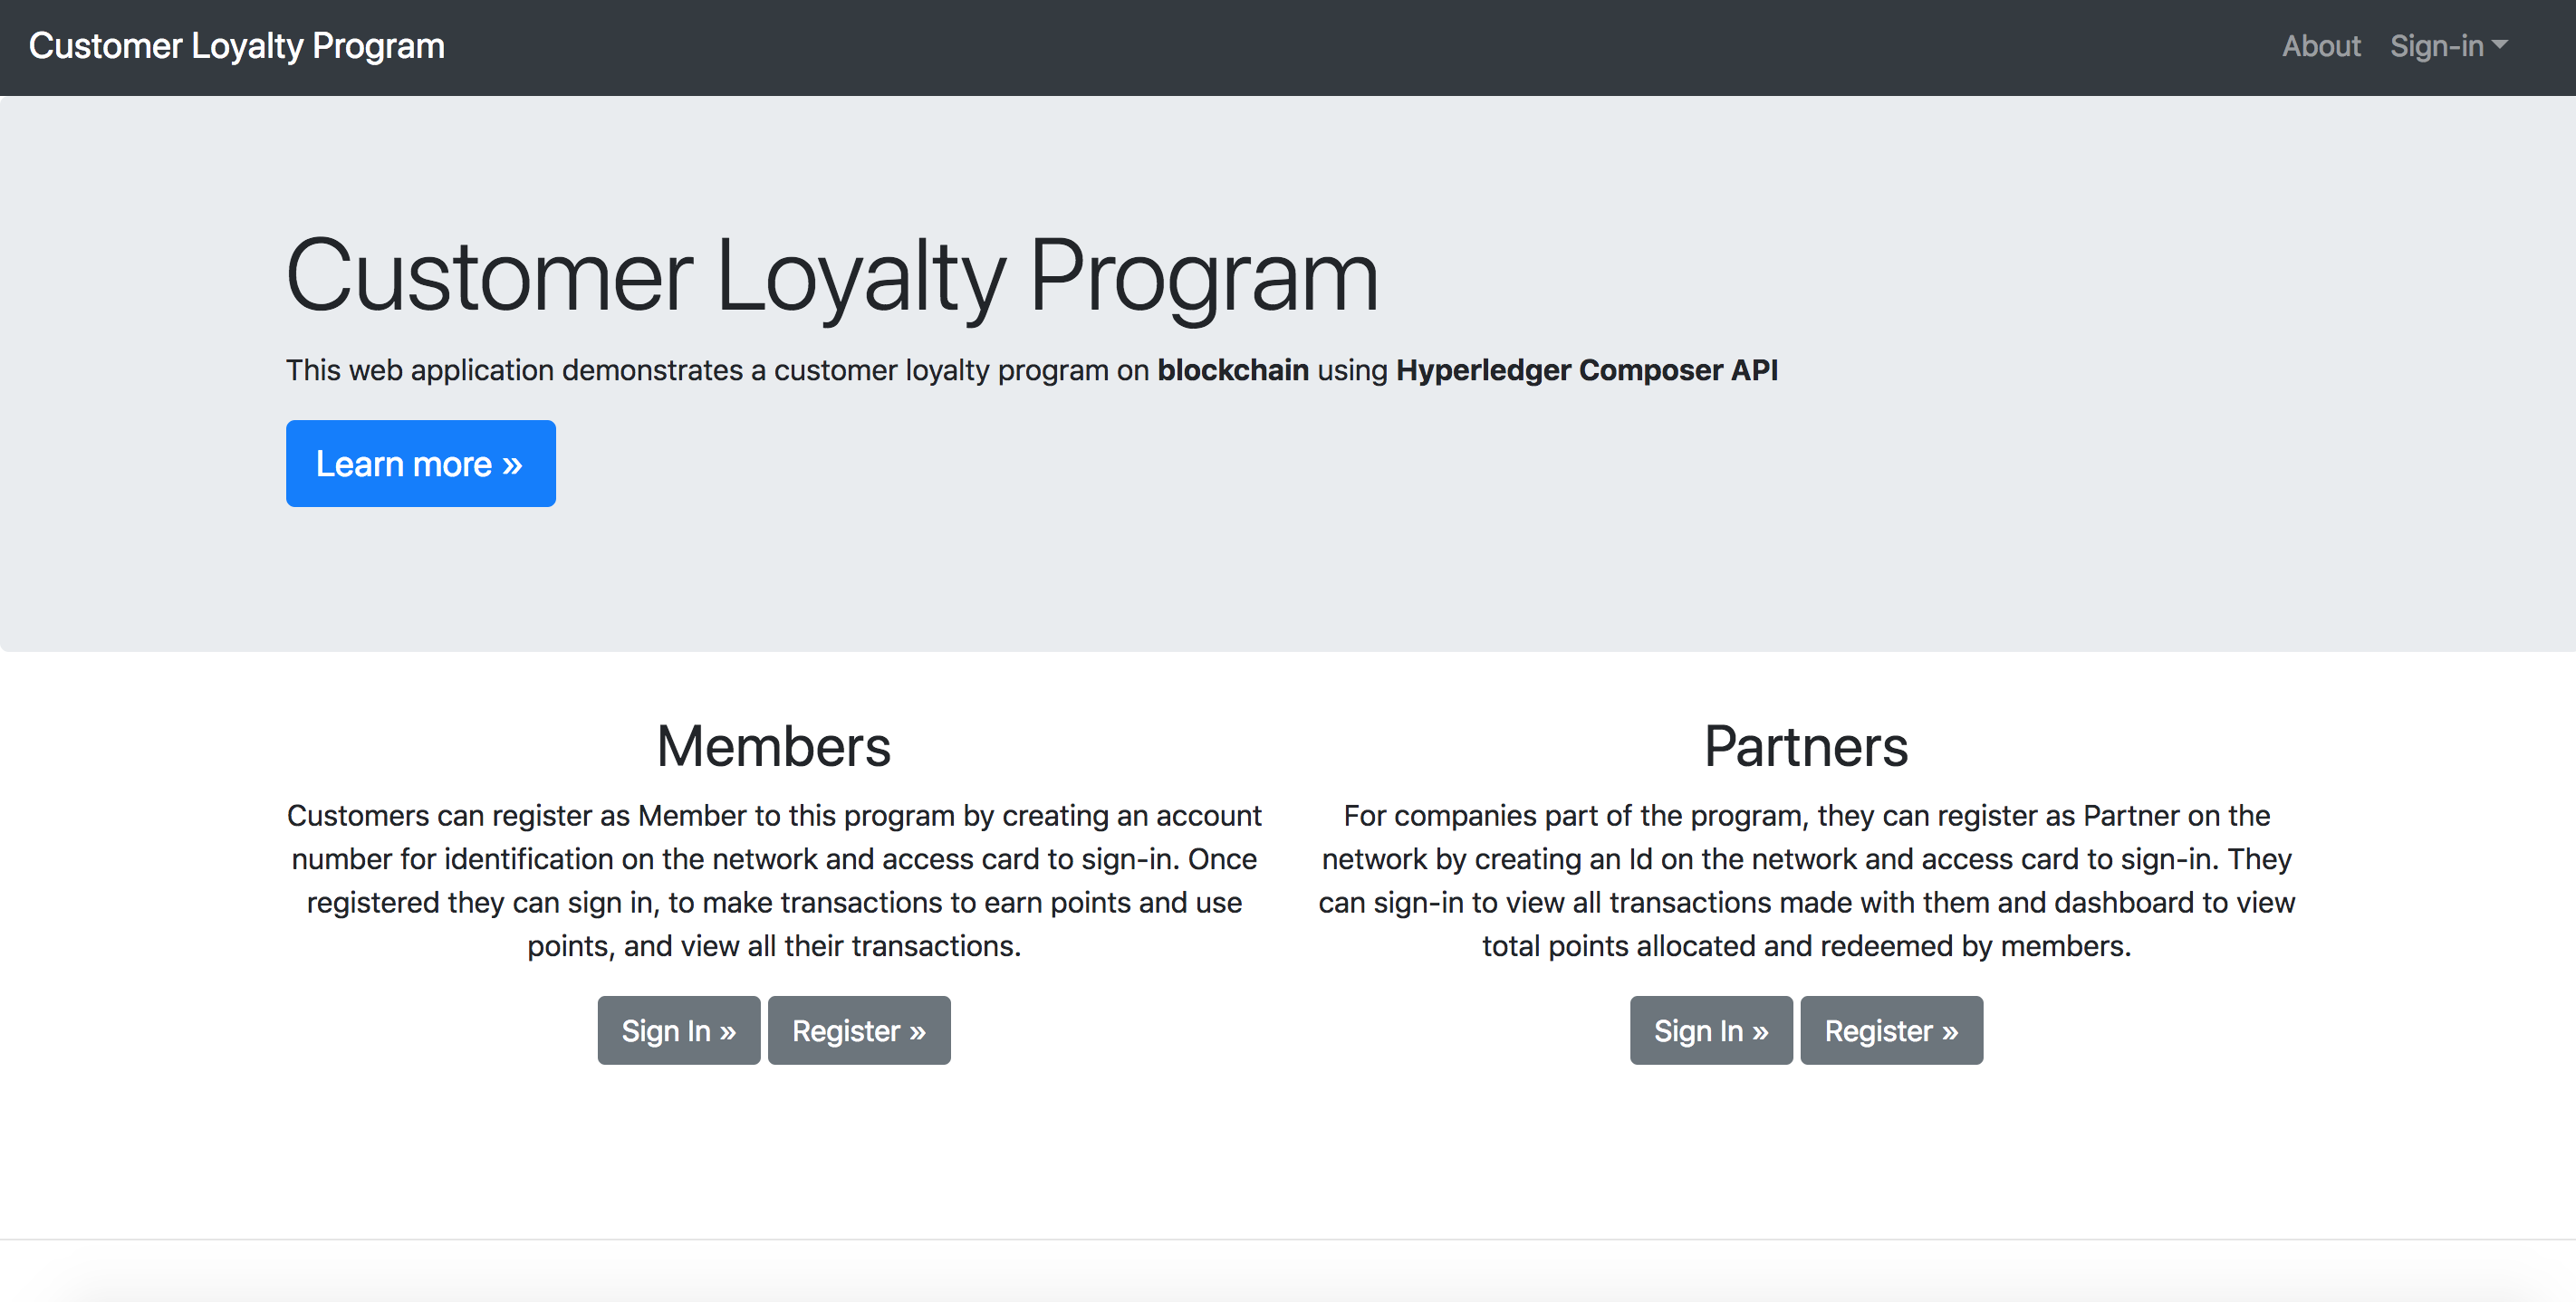 Customer Loyalty Program
About Sign-in
Customer Loyalty Program
This web application demonstrates a customer loyalty program on blockchain using Hyperledger Composer API
Learn more »
Members
Customers can register as Member to this program by creating an account
number for identification on the network and access card to sign-in. Once
registered they can sign in, to make transactions to earn points and use
points, and view all their transactions.
Sign In » Register »
Partners
For companies part of the program, they can register as Partner on the
network by creating an Id on the network and access card to sign-in. They
can sign-in to view all transactions made with them and dashboard to view
total points allocated and redeemed by members.
Sign In » Register »